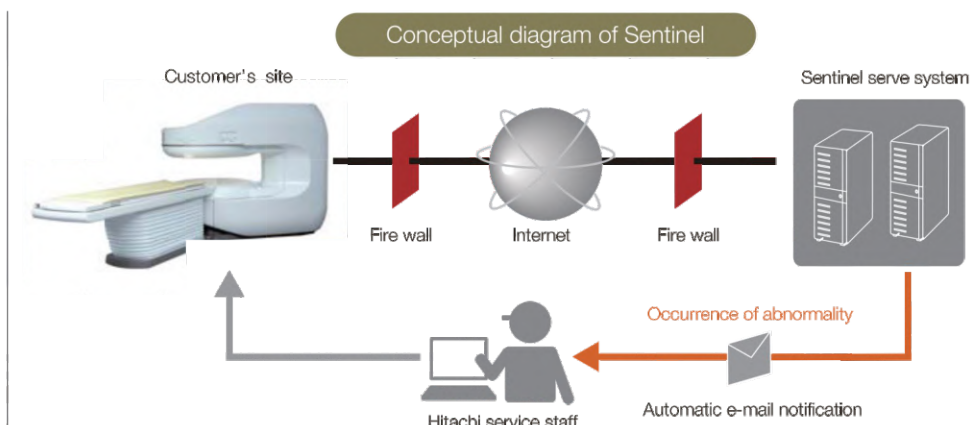 Conceptual diagram of Sentinel
Customer's site
Sentinel serve system
Fire wall
Internet
Fire wall
Occurrence of abnormality
Automatic e-mail notification
Hitachi service staff